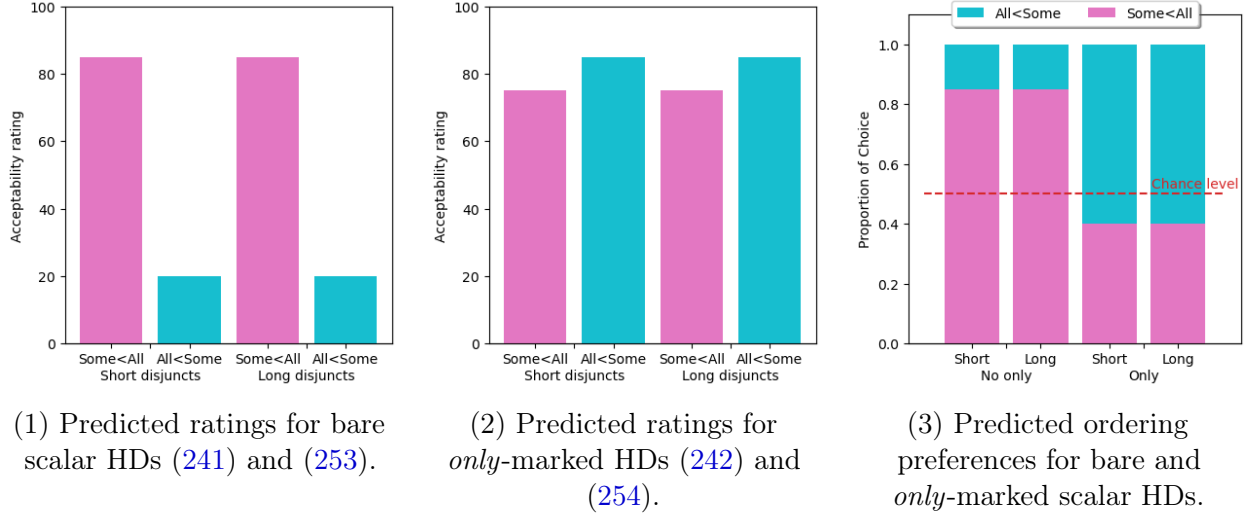 100
80
60
40
20
0
Acceptability rating
Some<All All<Some Some<All All<Some
Short disjuncts Long disjuncts
(1) Predicted ratings for bare
scalar HDs (241) and (253).
100
80
60
40
20
0
Acceptability rating
Some<All All<Some Some<All All<Some
Short disjuncts Long disjuncts
(2) Predicted ratings for
only-marked HDs (242) and
(254).
All<Some Some<All
1.0
0.8
0.6
0.4
0.2
0.0
Proportion of Choice
Chance level
Short Long Short Long
No only Only
(3) Predicted ordering
preferences for bare and
only-marked scalar HDs.